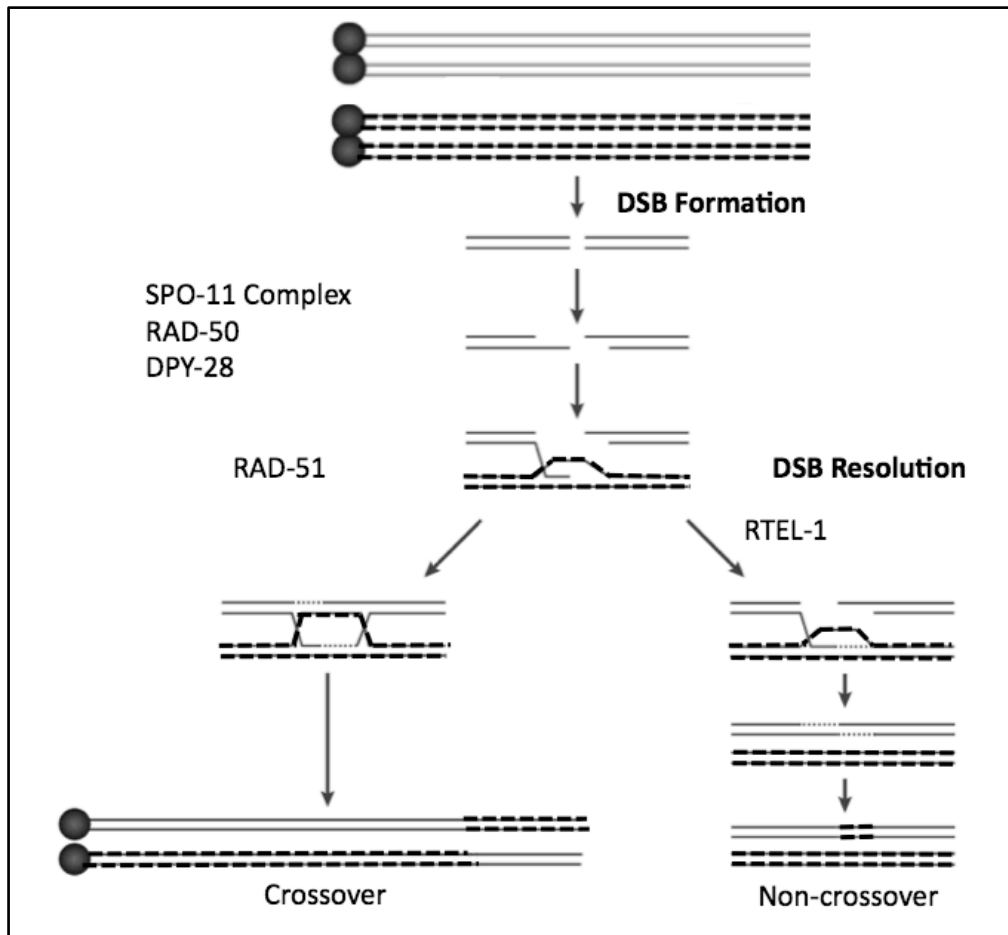 DSB Formation
SPO-11 Complex
RAD-50
DPY-28
RAD-51
DSB Resolution
RTEL-1
Crossover
Non-crossover